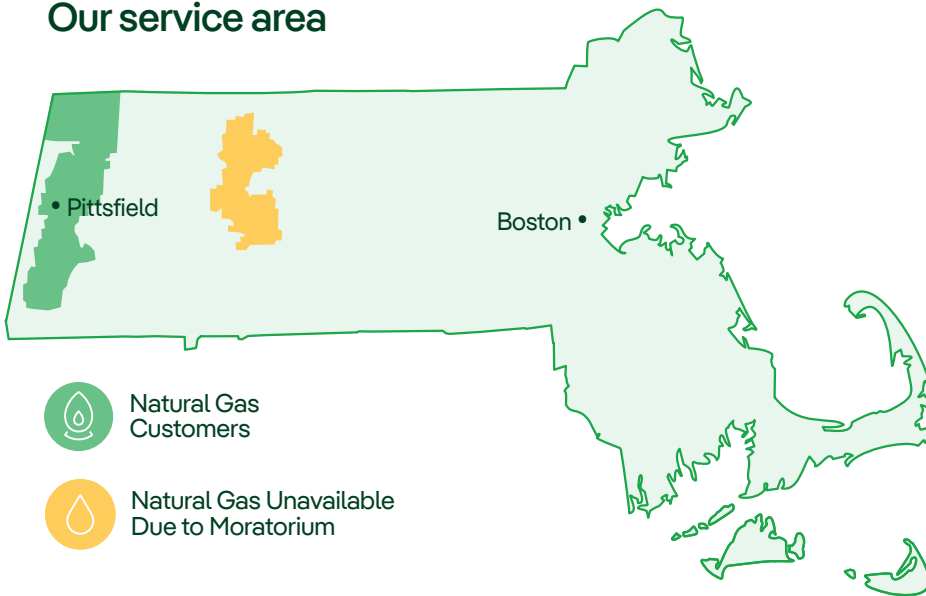 Our service area
Pittsfield
Boston
Natural Gas
Customers
Natural Gas Unavailable
Due to Moratorium